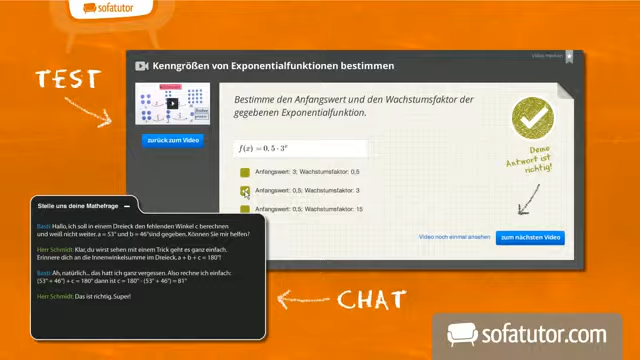 sofatutor
TEST
Kenngrößen von Exponentialfunktionen bestimmen
Video merken
Bestimme den Anfangswert und den Wachstumsfaktor der
gegebenen Exponentialfunktion.
zurück zum Video
f(x) = 0,5 · 3^x
Anfangswert: 3; Wachstumsfaktor: 0,5
Anfangswert: 0,5; Wachstumsfaktor: 3
Anfangswert: 0,5; Wachstumsfaktor: 15
Deine
Antwort ist
richtig!
Video noch einmal ansehen
zum nächsten Video
Stelle uns deine Mathefrage
Basti: Hallo, ich soll in einem Dreieck den fehlenden Winkel c berechnen
und weiß nicht weiter. a = 53° und b = 46° sind gegeben. Können Sie mir helfen?
Herr Schmidt: Klar, du wirst sehen mit einem Trick geht es ganz einfach.
Erinnere dich an die Innenwinkelsumme im Dreieck, a + b + c = 180°!
Basti: Ah, natürlich... das hatt ich ganz vergessen. Also rechne ich einfach:
(53° + 46°) + c = 180° dann ist c = 180° - (53° + 46°) = 81°
Herr Schmidt: Das ist richtig. Super!
CHAT
sofatutor.com